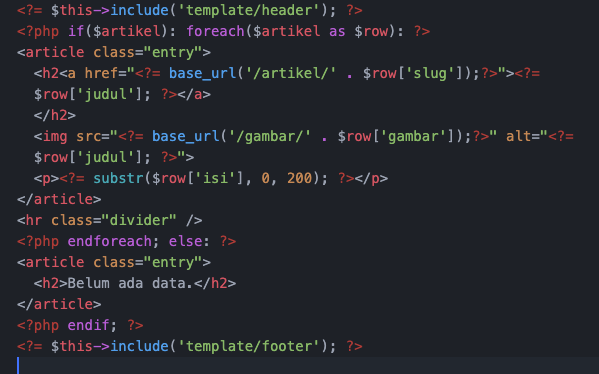 <?= $this->include('template/header'); ?>
<?php if($artikel): foreach($artikel as $row): ?>
<article class="entry">
  <h2<a href="<?= base_url('/artikel/' . $row['slug']);?>"><?=
  $row['judul']; ?></a>
  </h2>
  <img src="<?= base_url('/gambar/' . $row['gambar']);?>" alt="<?=
  $row['judul']; ?>">
  <p><?= substr($row['isi'], 0, 200); ?></p>
</article>
<hr class="divider" />
<?php endforeach; else: ?>
<article class="entry">
  <h2>Belum ada data.</h2>
</article>
<?php endif; ?>
<?= $this->include('template/footer'); ?>